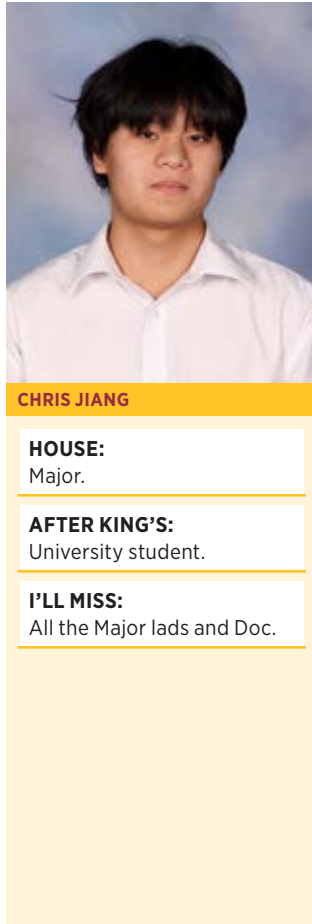 CHRIS JIANG
HOUSE:
Major.
AFTER KING'S:
University student.
I'LL MISS:
All the Major lads and Doc.